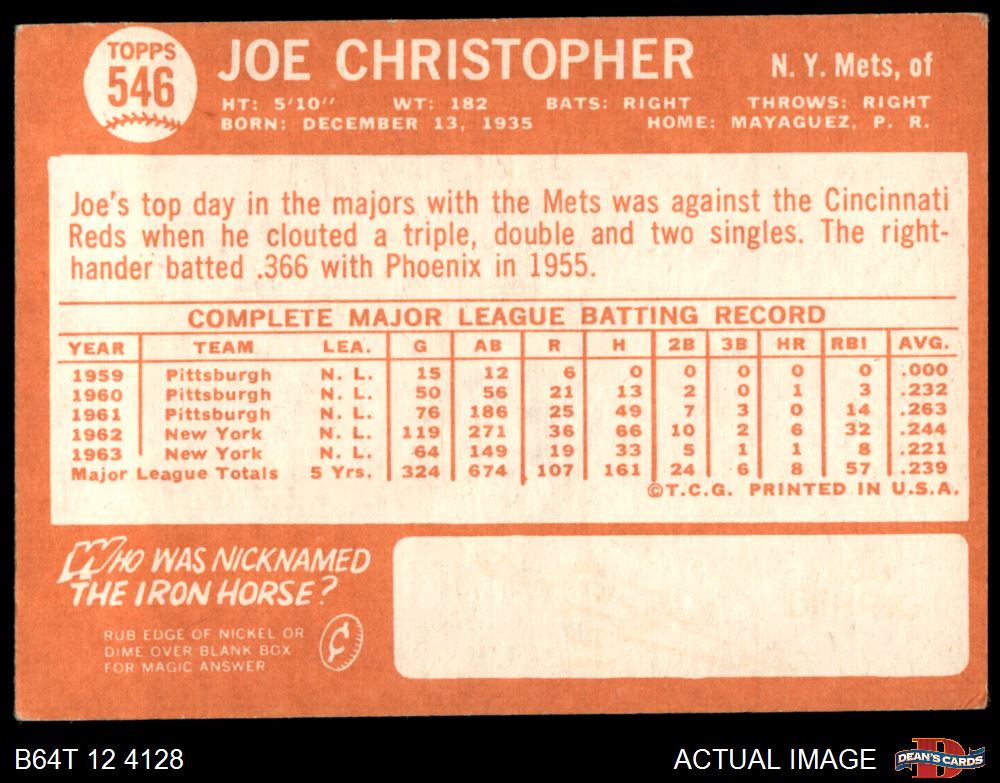 TOPPS
546
JOE CHRISTOPHER
N. Y. Mets, of
HT: 5'10" WT: 182 BATS: RIGHT THROWS: RIGHT
BORN: DECEMBER 13, 1935 HOME: MAYAGUEZ, P. R.
Joe's top day in the majors with the Mets was against the Cincinnati
Reds when he clouted a triple, double and two singles. The right-
hander batted .366 with Phoenix in 1955.
COMPLETE MAJOR LEAGUE BATTING RECORD
YEAR TEAM LEA. G AB R H 2B 3B HR RBI AVG.
1959 Pittsburgh N. L. 15 12 6 0 0 0 0 0 .000
1960 Pittsburgh N. L. 50 56 21 13 2 0 1 3 .232
1961 Pittsburgh N. L. 76 186 25 49 7 3 0 14 .263
1962 New York N. L. 119 271 36 66 10 2 6 32 .244
1963 New York N. L. 64 149 19 33 5 1 1 8 .221
Major League Totals 5 Yrs. 324 674 107 161 24 6 8 57 .239
©T.C.G. PRINTED IN U.S.A.
WHO WAS NICKNAMED
THE IRON HORSE?
RUB EDGE OF NICKEL OR
DIME OVER BLANK BOX
FOR MAGIC ANSWER
B64T 12 4128
ACTUAL IMAGE
DEAN'S CARDS